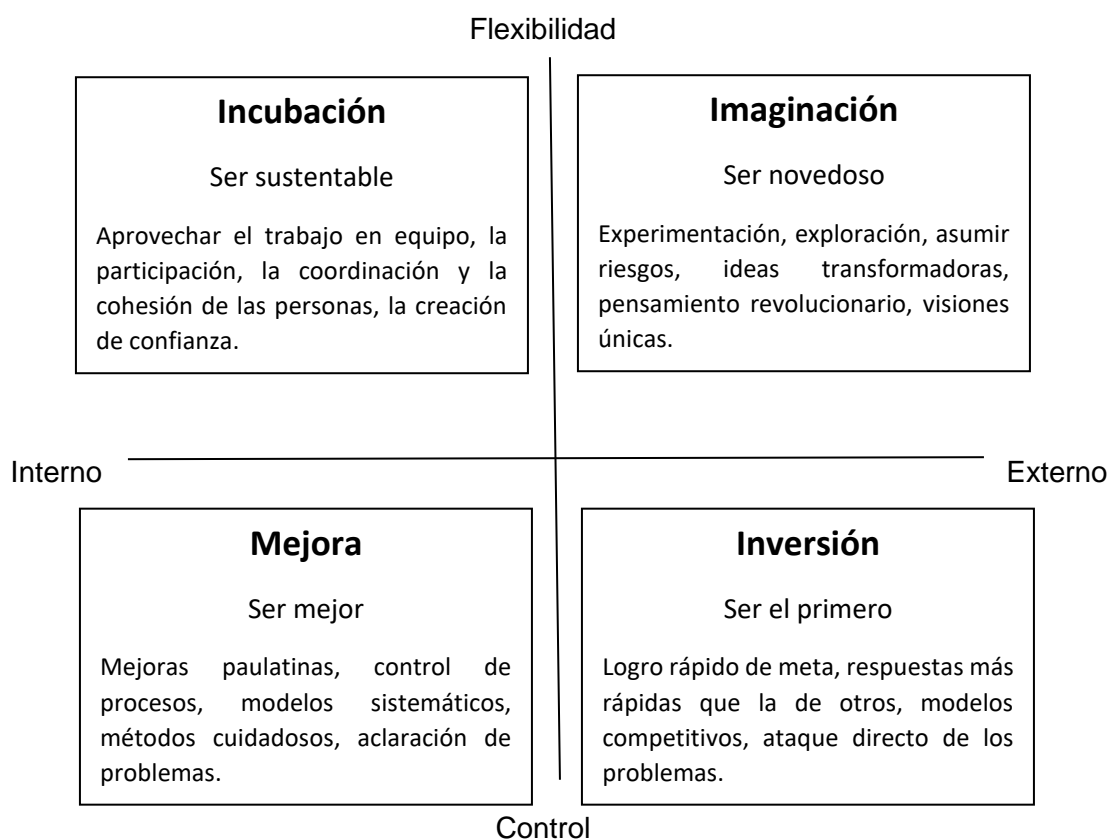 Flexibilidad
Incubación
Ser sustentable
Aprovechar el trabajo en equipo, la
participación, la coordinación y la
cohesión de las personas, la creación
de confianza.
Imaginación
Ser novedoso
Experimentación, exploración, asumir
riesgos, ideas transformadoras,
pensamiento revolucionario, visiones
únicas.
Interno
Externo
Mejora
Ser mejor
Mejoras paulatinas, control de
procesos, modelos sistemáticos,
métodos cuidadosos, aclaración de
problemas.
Inversión
Ser el primero
Logro rápido de meta, respuestas más
rápidas que la de otros, modelos
competitivos, ataque directo de los
problemas.
Control